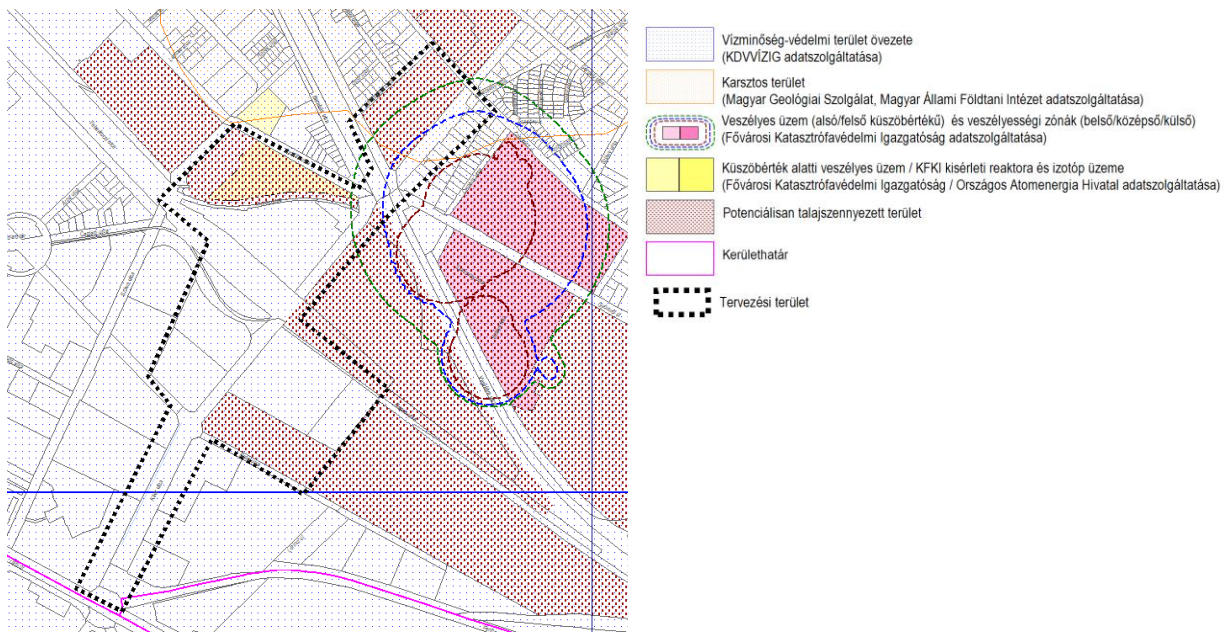 Vízminőség-védelmi terület övezete
(KDVVÍZIG adatszolgáltatása)
Karsztos terület
(Magyar Geológiai Szolgálat, Magyar Állami Földtani Intézet adatszolgáltatása)
Veszélyes üzem (alsó/felső küszöbértékű) és veszélyességi zónák (belső/középső/külső)
(Fővárosi Katasztrófavédelmi Igazgatóság adatszolgáltatása)
Küszöbérték alatti veszélyes üzem / KFKI kisérleti reaktora és izotóp üzeme
(Fővárosi Katasztrófavédelmi Igazgatóság / Országos Atomenergia Hivatal adatszolgáltatása)
Potenciálisan talajszennyezett terület
Kerülethatár
Tervezési terület